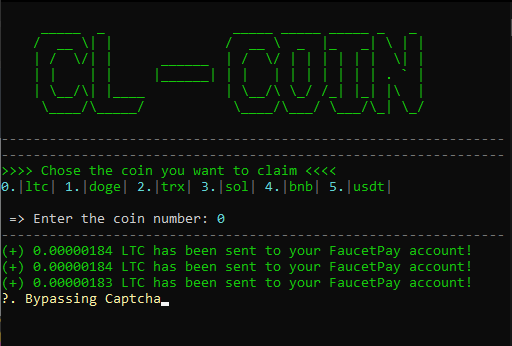 CL - COIN
>>>> Chose the coin you want to claim <<<<
0.|ltc| 1.|doge| 2.|trx| 3.|sol| 4.|bnb| 5.|usdt|
=> Enter the coin number: 0
(+) 0.00000184 LTC has been sent to your FaucetPay account!
(+) 0.00000184 LTC has been sent to your FaucetPay account!
(+) 0.00000183 LTC has been sent to your FaucetPay account!
?. Bypassing Captcha